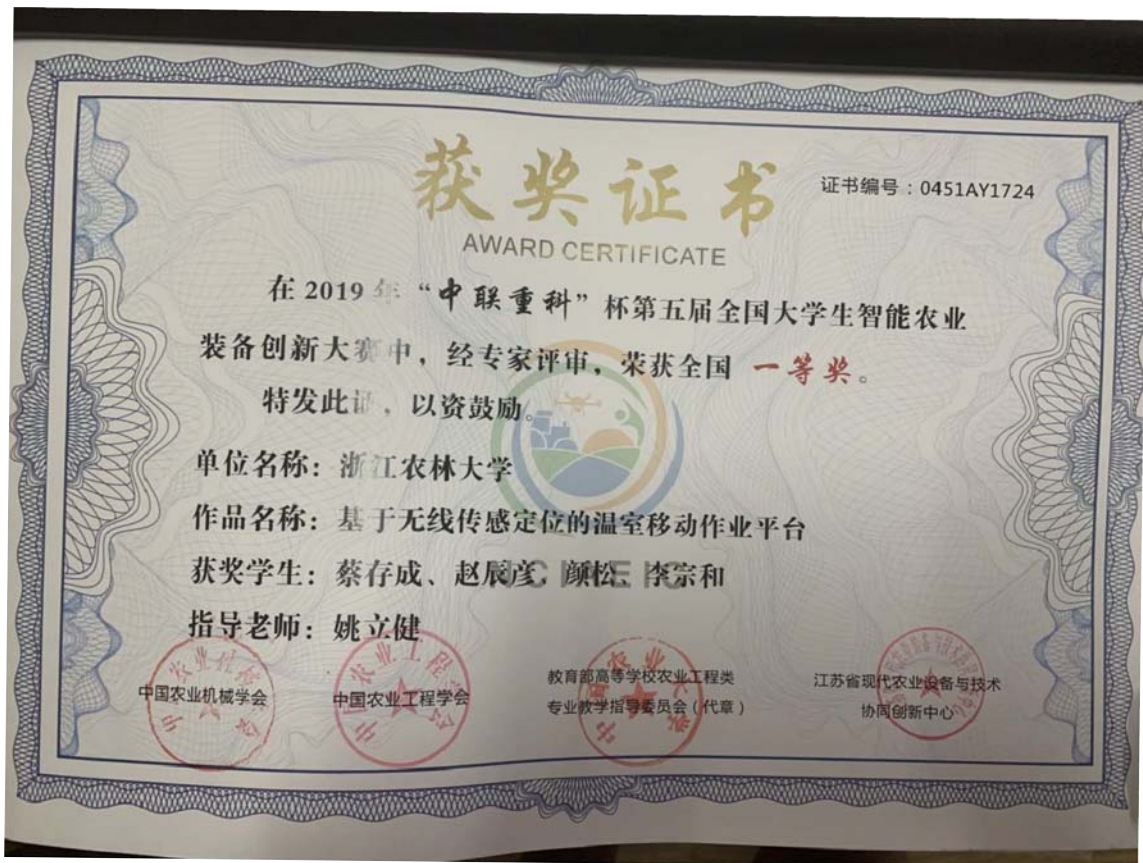 获奖证书
证书编号：0451AY1724
AWARD CERTIFICATE
在 2019 年 “中联重科” 杯第五届全国大学生智能农业
装备创新大赛中，经专家评审，荣获全国 一等奖。
特发此证，以资鼓励。
单位名称：浙江农林大学
作品名称：基于无线传感定位的温室移动作业平台
获奖学生：蔡存成、赵辰彦、颜松、李宗和
指导老师：姚立健
中国农业机械学会
中国农业工程学会
教育部高等学校农业工程类
专业教学指导委员会（代章）
江苏省现代农业设备与技术
协同创新中心